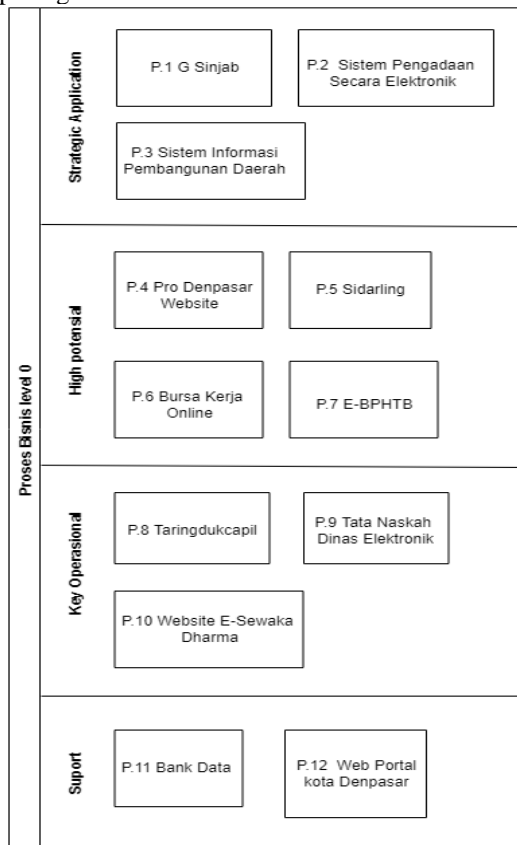 Proses Bisnis level 0
Strategic Application
P.1 G Sinjab
P.2 Sistem Pengadaan
Secara Elektronik
P.3 Sistem Informasi
Pembangunan Daerah
High potensial
P.4 Pro Denpasar
Website
P.5 Sidarling
P.6 Bursa Kerja
Online
P.7 E-BPHTB
Key Operasional
P.8 Taringdukcapil
P.9 Tata Naskah
Dinas Elektronik
P.10 Website E-Sewaka
Dharma
Suport
P.11 Bank Data
P.12 Web Portal
kota Denpasar